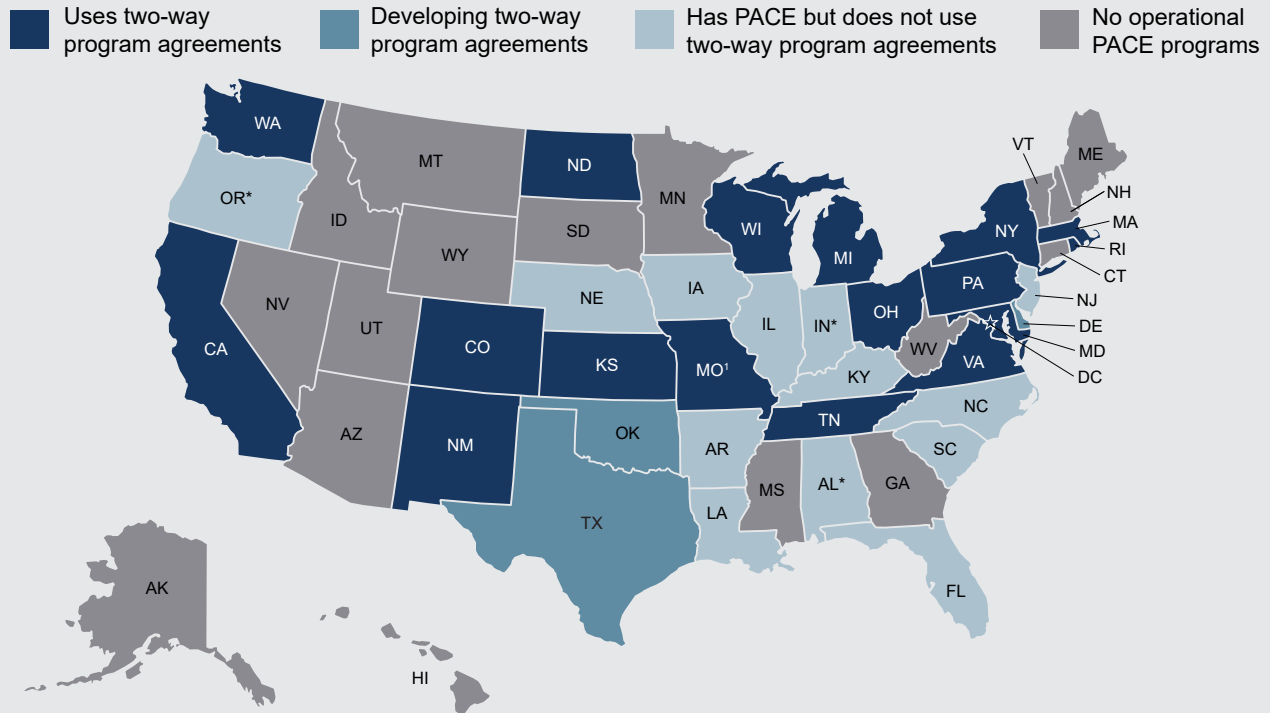 Uses two-way
program agreements
Developing two-way
program agreements
Has PACE but does not use
two-way program agreements
No operational
PACE programs
WA
OR*
CA
ID
NV
MT
WY
UT
AZ
CO
NM
ND
SD
NE
KS
OK
TX
MN
IA
MO¹
AR
LA
WI
IL
MI
IN*
OH
KY
TN
MS
AL*
GA
FL
SC
NC
VA
WV
PA
NY
VT
ME
NH
MA
RI
CT
NJ
DE
MD
DC
AK
HI